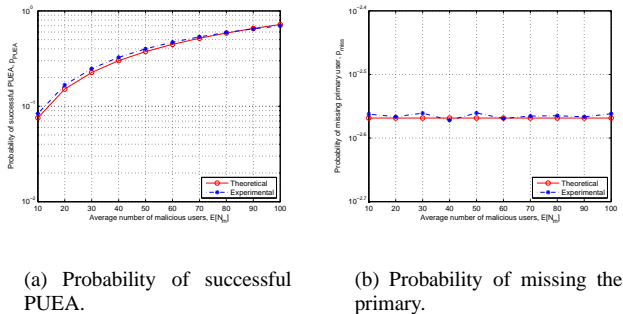 10^0
10^-1
10^-2
Probability of successful PUEA, p_PUEA
10 20 30 40 50 60 70 80 90 100
Average number of malicious users, E[N_m]
Theoretical
Experimental
10^-2.4
10^-2.5
10^-2.6
10^-2.7
Probability of missing primary user, p_miss
10 20 30 40 50 60 70 80 90 100
Average number of malicious users, E[N_m]
Theoretical
Experimental
(a) Probability of successful
PUEA.
(b) Probability of missing the
primary.